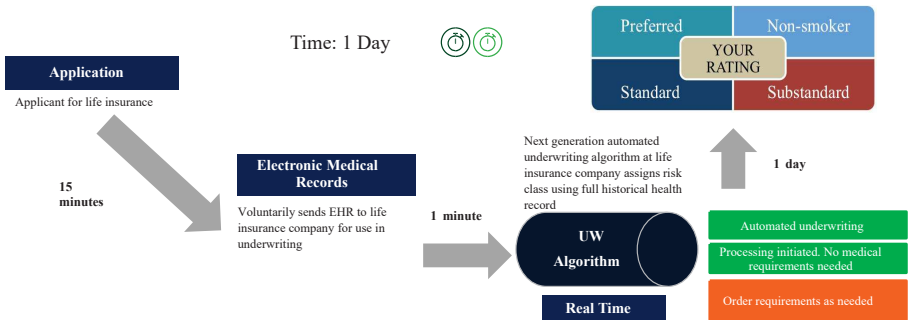 Time: 1 Day
Preferred
Non-smoker
YOUR
RATING
Standard
Substandard
Application
Applicant for life insurance
15
minutes
Electronic Medical
Records
Voluntarily sends EHR to life
insurance company for use in
underwriting
1 minute
Next generation automated
underwriting algorithm at life
insurance company assigns risk
class using full historical health
record
1 day
UW
Algorithm
Real Time
Automated underwriting
Processing initiated. No medical
requirements needed
Order requirements as needed